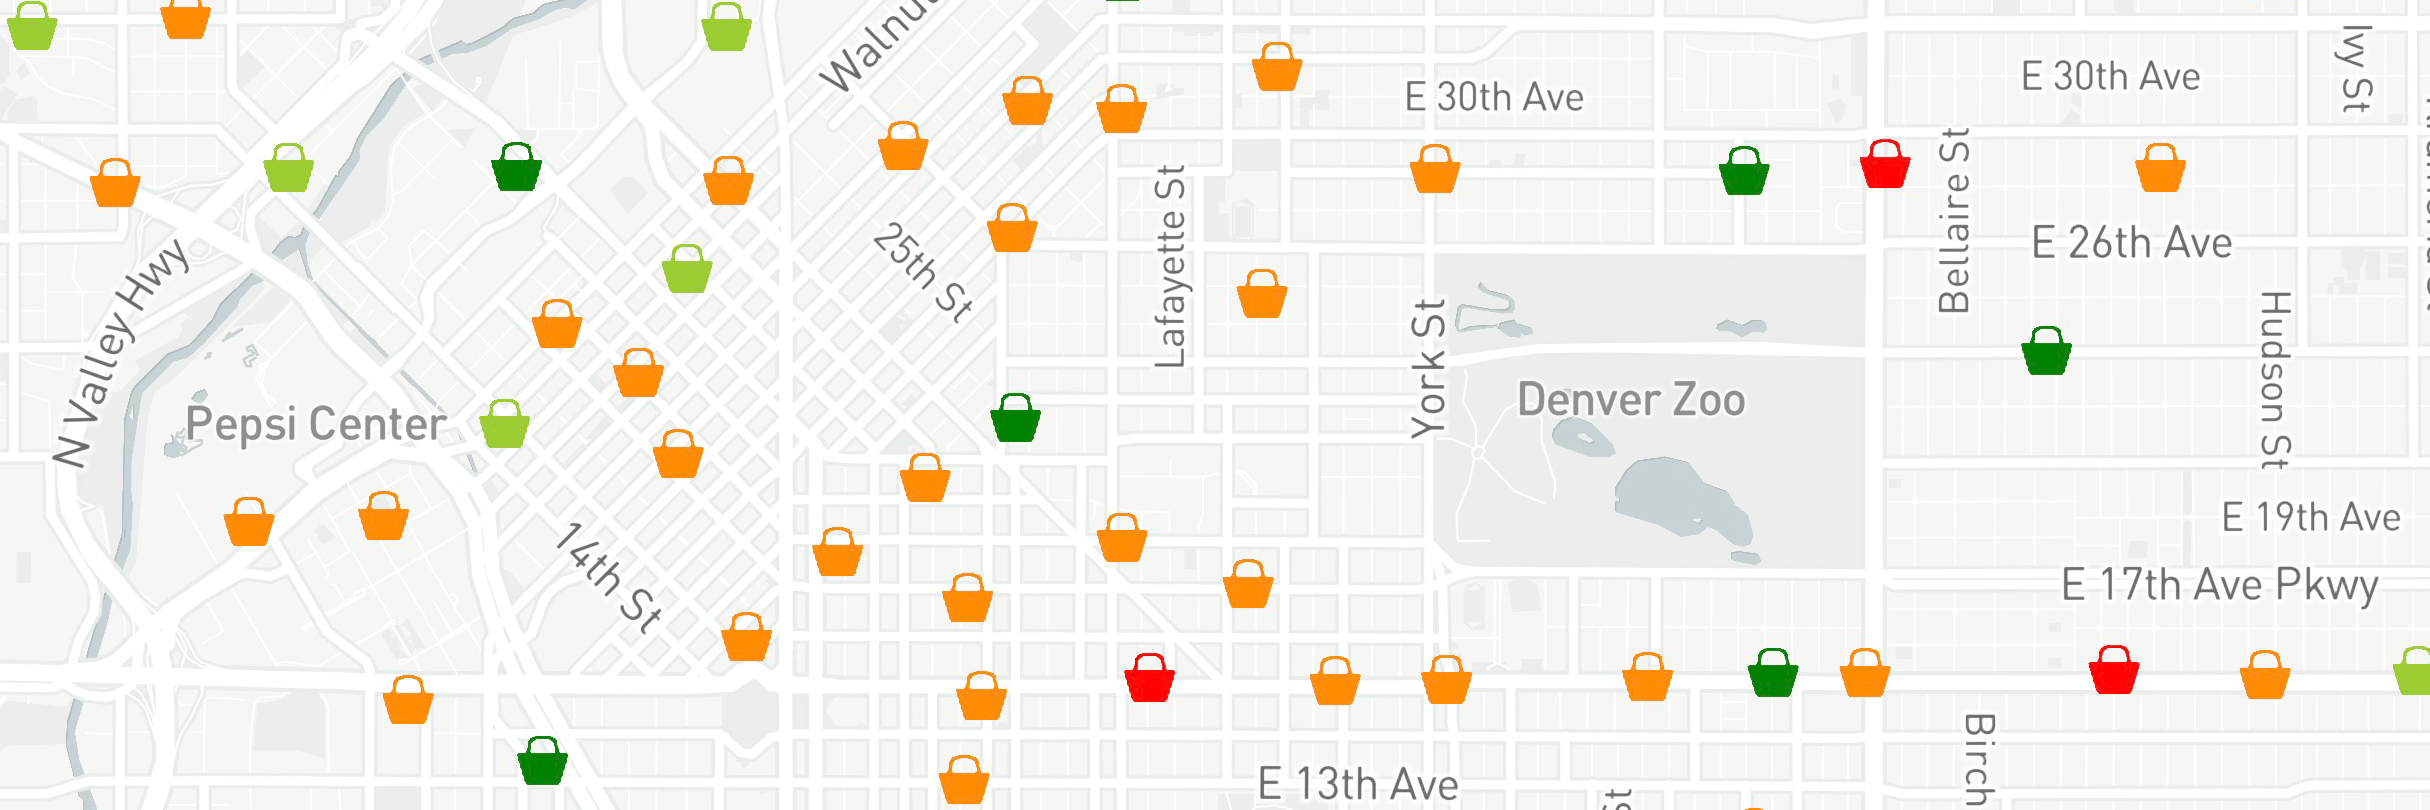 Walnut
E 30th Ave
E 30th Ave
Ivy St
Bellaire St
Lafayette St
25th St
E 26th Ave
N Valley Hwy
York St
Hudson St
Pepsi Center
Denver Zoo
14th St
E 19th Ave
E 17th Ave Pkwy
Birch
E 13th Ave
St